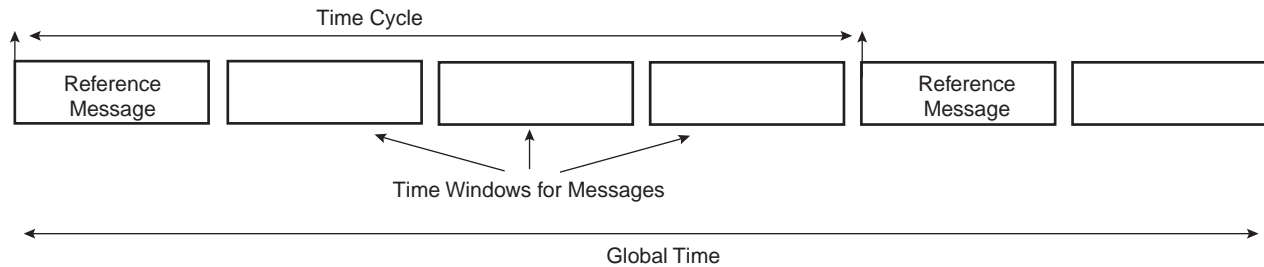 Time Cycle
Reference
Message
Reference
Message
Time Windows for Messages
Global Time